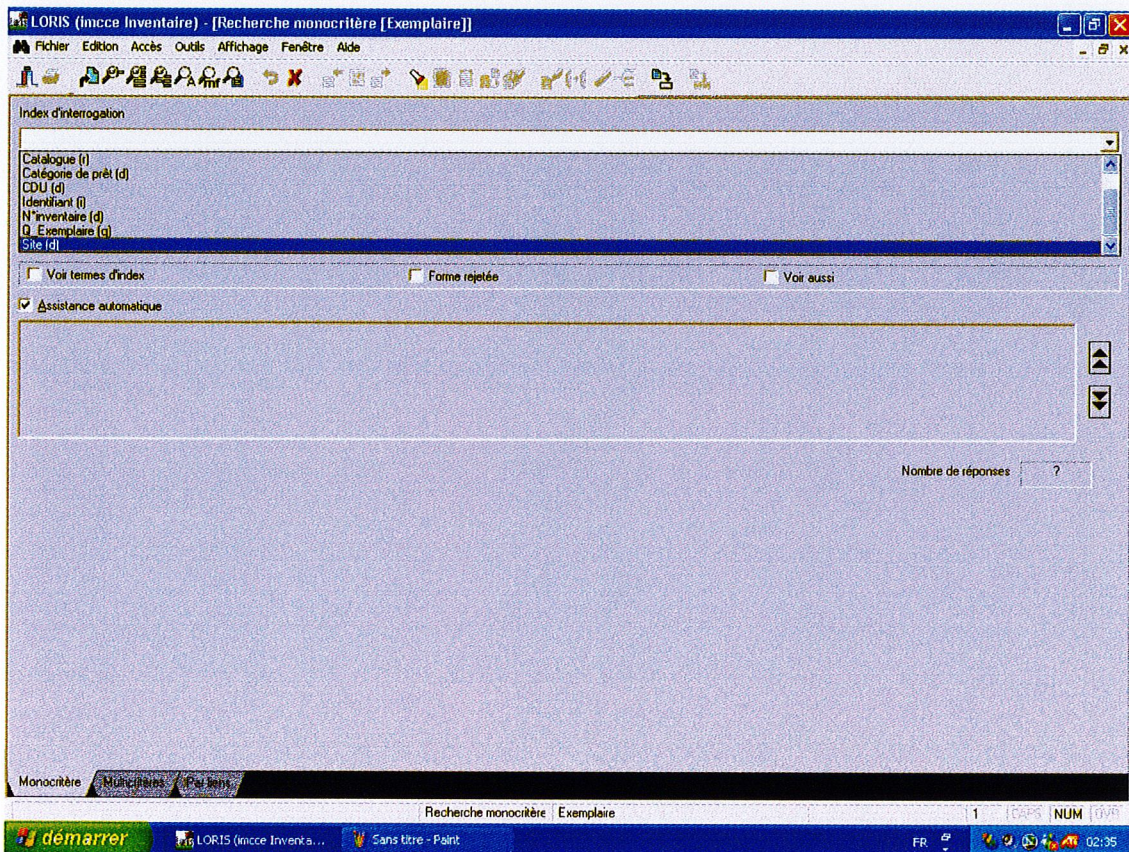 LORIS (imcce Inventaire) - [Recherche monocritère [Exemplaire]]
Fichier Edition Accès Outils Affichage Fenêtre Aide
Index d'interrogation
Catalogue (r)
Catégorie de prêt (d)
CDU (d)
Identifiant (i)
N°inventaire (d)
Q_Exemplaire (q)
Site (d)
Voir termes d'index Forme rejetée Voir aussi
Assistance automatique
Nombre de réponses ?
Monocritère Multicritères Par liens
Recherche monocritère Exemplaire 1 CAPS NUM OVR
démarrer LORIS (imcce Inventa... Sans titre - Paint FR 02:35